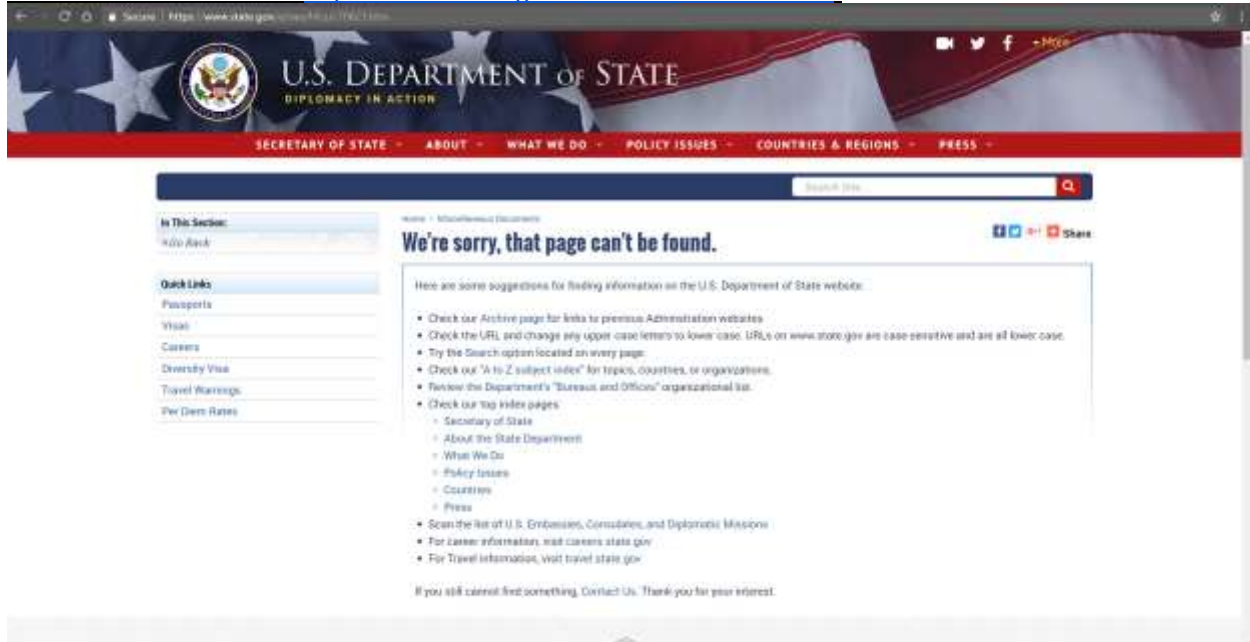 Secure | https://www.state.gov
U.S. DEPARTMENT OF STATE
DIPLOMACY IN ACTION
+ More
SECRETARY OF STATE ABOUT WHAT WE DO POLICY ISSUES COUNTRIES & REGIONS PRESS
Search
In This Section:
Go Back
Quick Links
Passports
Visas
Careers
Diversity Visa
Travel Warnings
Per Diem Rates
Home Miscellaneous Documents
We're sorry, that page can't be found.
Share
Here are some suggestions for finding information on the U.S. Department of State website:
• Check our Archive page for links to previous Administration websites
• Check the URL and change any upper case letters to lower case. URLs on www.state.gov are case sensitive and are all lower case.
• Try the Search option located on every page.
• Check our "A to Z subject index" for topics, countries, or organizations.
• Review the Department's "Bureaus and Offices" organizational list.
• Check our top index pages:
Secretary of State
About the State Department
What We Do
Policy Issues
Countries
Press
• Scan the list of U.S. Embassies, Consulates, and Diplomatic Missions
• For career information, visit careers.state.gov
• For Travel information, visit travel.state.gov
If you still cannot find something, Contact Us. Thank you for your interest.